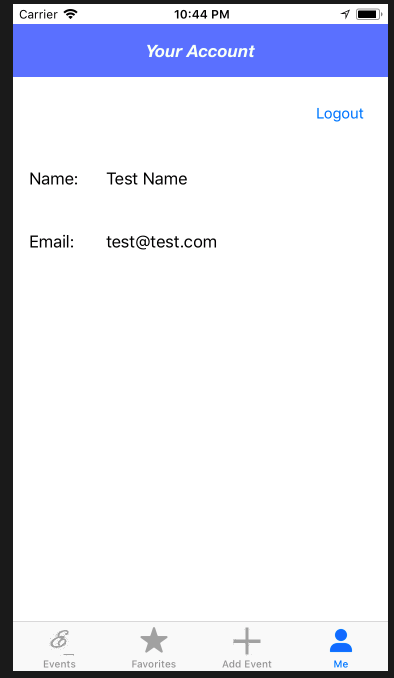 Carrier 10:44 PM
Your Account
Logout
Name: Test Name
Email: test@test.com
Events Favorites Add Event Me